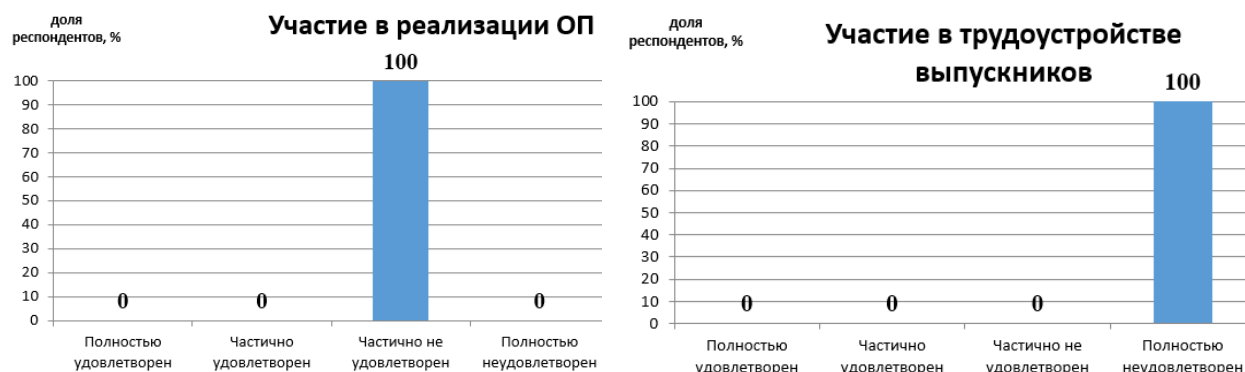 доля
респондентов, %
Участие в реализации ОП
100
100
90
80
70
60
50
40
30
20
10
0
0
0
0
Полностью
удовлетворен
Частично
удовлетворен
Частично не
удовлетворен
Полностью
неудовлетворен
доля
респондентов, %
Участие в трудоустройстве
выпускников
100
100
90
80
70
60
50
40
30
20
10
0
0
0
0
Полностью
удовлетворен
Частично
удовлетворен
Частично не
удовлетворен
Полностью
неудовлетворен